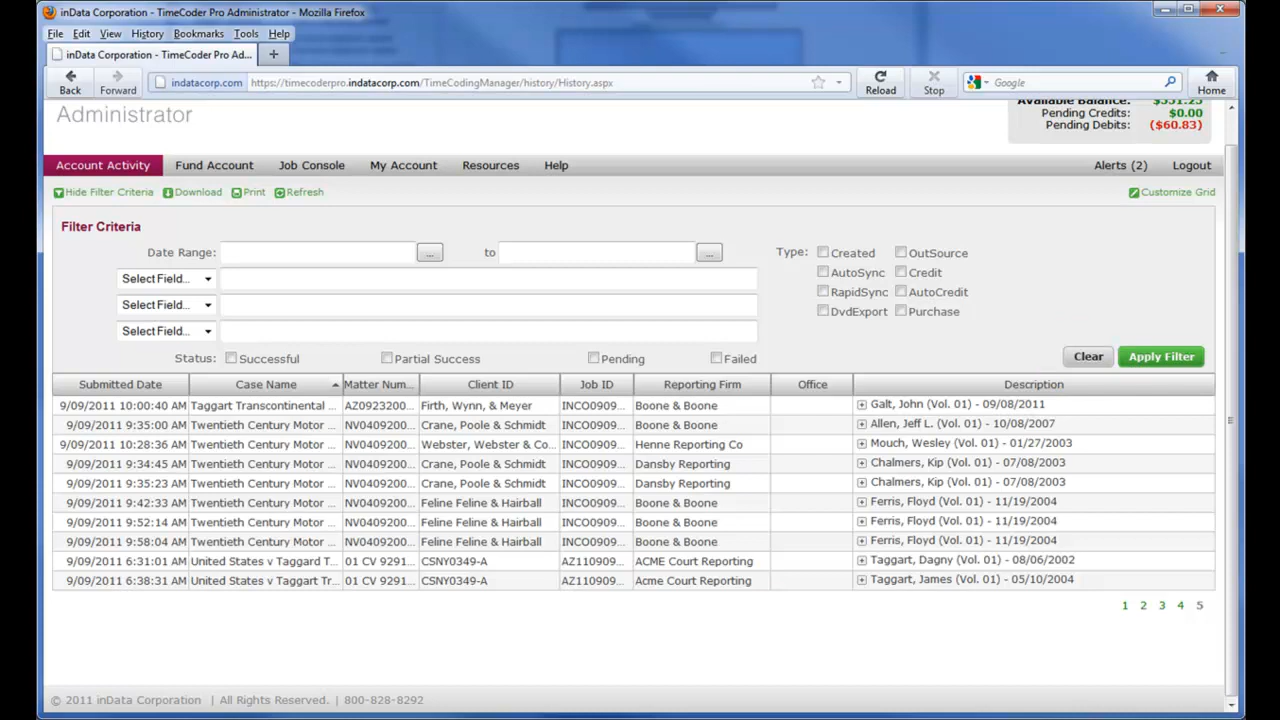 inData Corporation - TimeCoder Pro Administrator - Mozilla Firefox
File Edit View History Bookmarks Tools Help
inData Corporation - TimeCoder Pro Ad... +
Back Forward indatacorp.com https://timecoderpro.indatacorp.com/TimeCodingManager/history/History.aspx Reload Stop Google Home
Administrator
Available Balance: $331.25
Pending Credits: $0.00
Pending Debits: ($60.83)
Account Activity Fund Account Job Console My Account Resources Help Alerts (2) Logout
Hide Filter Criteria Download Print Refresh Customize Grid
Filter Criteria
Date Range: ... to ... Type: Created OutSource
Select Field... AutoSync Credit
Select Field... RapidSync AutoCredit
Select Field... DvdExport Purchase
Status: Successful Partial Success Pending Failed Clear Apply Filter
Submitted Date Case Name Matter Num... Client ID Job ID Reporting Firm Office Description
9/09/2011 10:00:40 AM Taggart Transcontinental ... AZ0923200... Firth, Wynn, & Meyer INCO0909... Boone & Boone Galt, John (Vol. 01) - 09/08/2011
9/09/2011 9:35:00 AM Twentieth Century Motor ... NV0409200... Crane, Poole & Schmidt INCO0909... Boone & Boone Allen, Jeff L. (Vol. 01) - 10/08/2007
9/09/2011 10:28:36 AM Twentieth Century Motor ... NV0409200... Webster, Webster & Co... INCO0909... Henne Reporting Co Mouch, Wesley (Vol. 01) - 01/27/2003
9/09/2011 9:34:45 AM Twentieth Century Motor ... NV0409200... Crane, Poole & Schmidt INCO0909... Dansby Reporting Chalmers, Kip (Vol. 01) - 07/08/2003
9/09/2011 9:35:23 AM Twentieth Century Motor ... NV0409200... Crane, Poole & Schmidt INCO0909... Dansby Reporting Chalmers, Kip (Vol. 01) - 07/08/2003
9/09/2011 9:42:33 AM Twentieth Century Motor ... NV0409200... Feline Feline & Hairball INCO0909... Boone & Boone Ferris, Floyd (Vol. 01) - 11/19/2004
9/09/2011 9:52:14 AM Twentieth Century Motor ... NV0409200... Feline Feline & Hairball INCO0909... Boone & Boone Ferris, Floyd (Vol. 01) - 11/19/2004
9/09/2011 9:58:04 AM Twentieth Century Motor ... NV0409200... Feline Feline & Hairball INCO0909... Boone & Boone Ferris, Floyd (Vol. 01) - 11/19/2004
9/09/2011 6:31:01 AM United States v Taggard T... 01 CV 9291... CSNY0349-A AZ110909... ACME Court Reporting Taggart, Dagny (Vol. 01) - 08/06/2002
9/09/2011 6:38:31 AM United States v Taggart Tr... 01 CV 9291... CSNY0349-A AZ110909... Acme Court Reporting Taggart, James (Vol. 01) - 05/10/2004
1 2 3 4 5
© 2011 inData Corporation | All Rights Reserved. | 800-828-8292